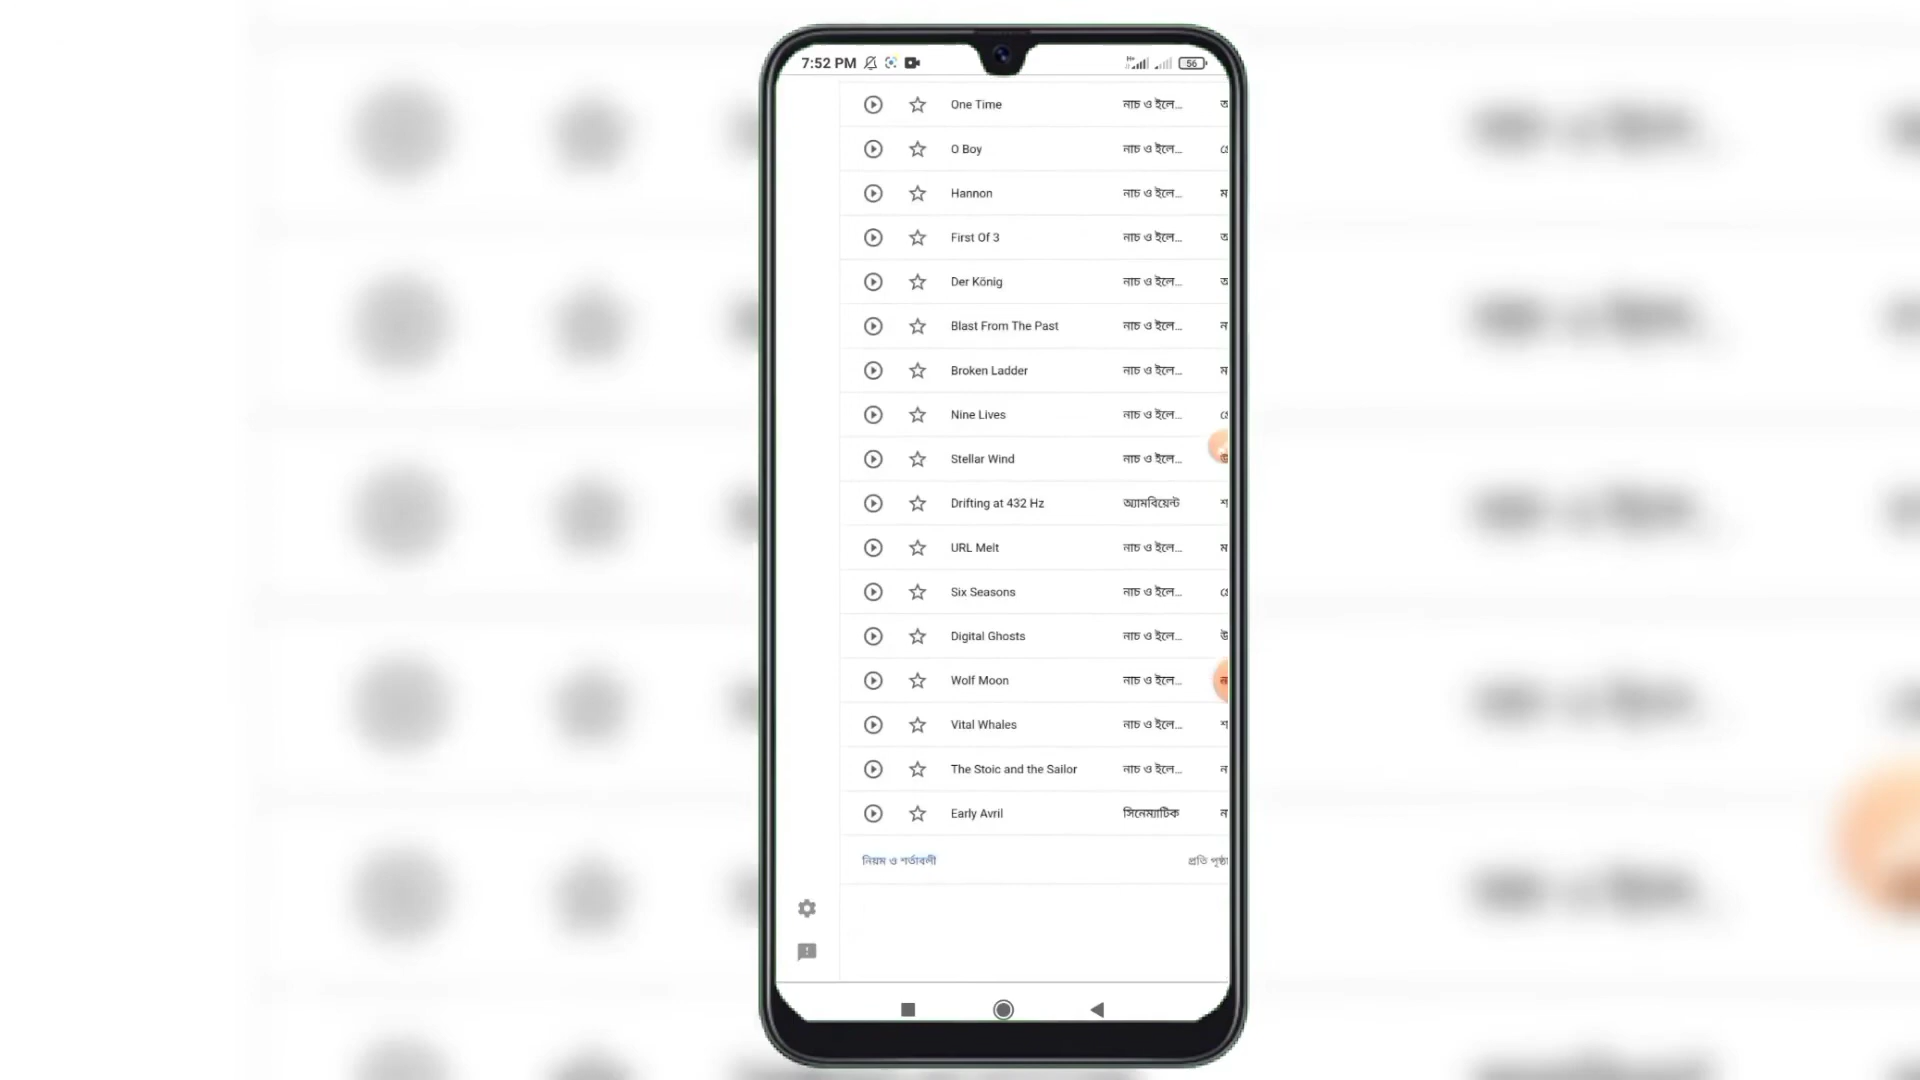 7:52 PM 56
One Time নাচ ও ইলে...
O Boy নাচ ও ইলে...
Hannon নাচ ও ইলে... ম
First Of 3 নাচ ও ইলে...
Der König নাচ ও ইলে...
Blast From The Past নাচ ও ইলে... ন
Broken Ladder নাচ ও ইলে... ম
Nine Lives নাচ ও ইলে...
Stellar Wind নাচ ও ইলে... উ
Drifting at 432 Hz অ্যামবিয়েন্ট শ
URL Melt নাচ ও ইলে... ম
Six Seasons নাচ ও ইলে...
Digital Ghosts নাচ ও ইলে... উ
Wolf Moon নাচ ও ইলে... ন
Vital Whales নাচ ও ইলে... শ
The Stoic and the Sailor নাচ ও ইলে... ন
Early Avril সিনেম্যাটিক ন
নিয়ম ও শর্তাবলী প্রতি পৃষ্ঠা